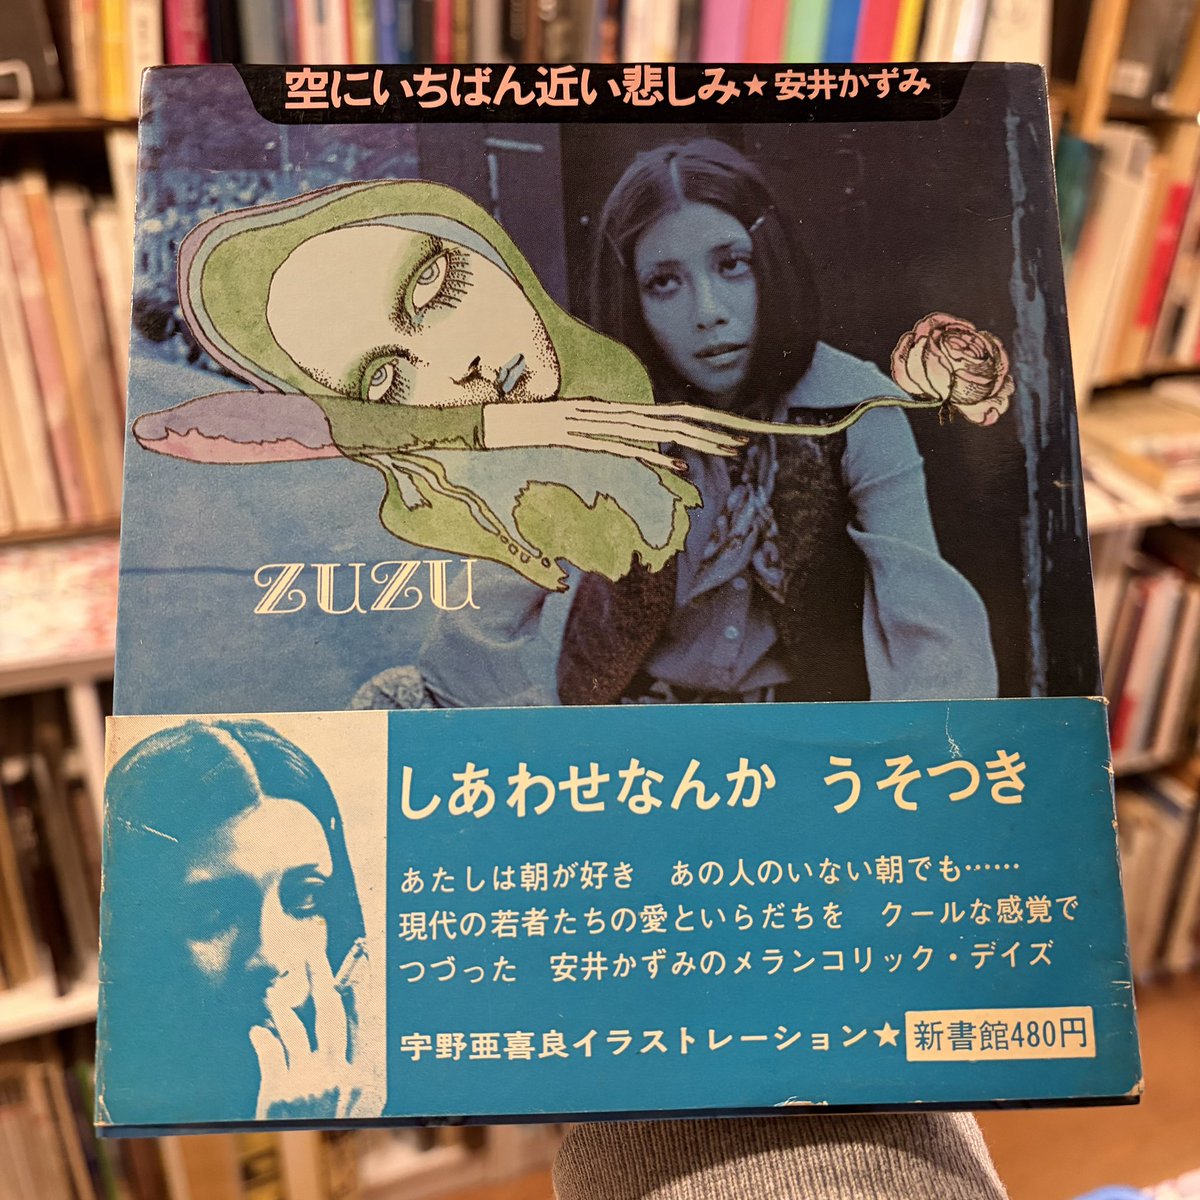 空にいちばん近い悲しみ★安井かずみ
ZUZU
しあわせなんか　うそつき
あたしは朝が好き　あの人のいない朝でも……
現代の若者たちの愛といらだちを　クールな感覚で
つづった　安井かずみのメランコリック・デイズ
宇野亜喜良イラストレーション★新書館480円